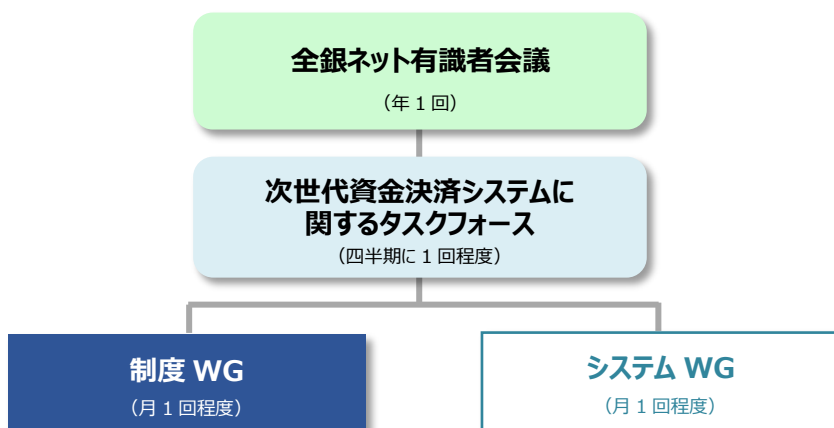 全銀ネット有識者会議
（年 1 回）
次世代資金決済システムに
関するタスクフォース
（四半期に 1 回程度）
制度 WG
（月 1 回程度）
システム WG
（月 1 回程度）